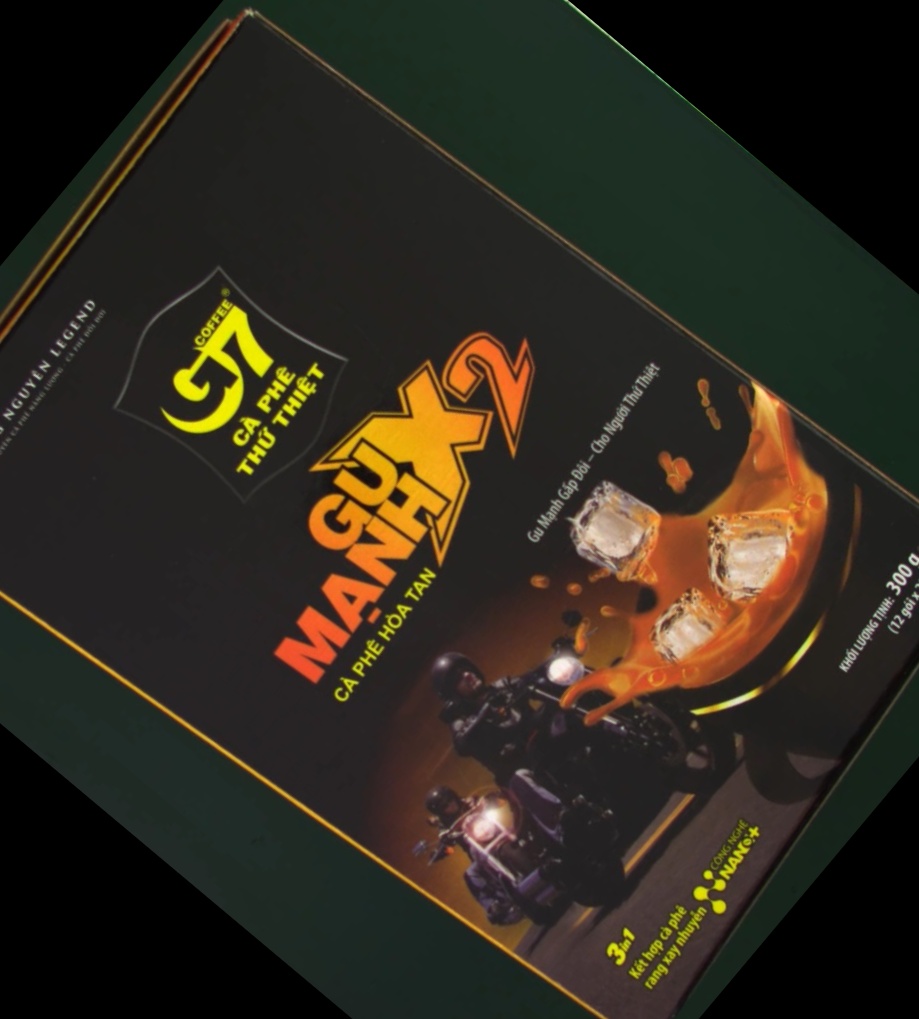 NGUYÊN LEGEND
COFFEE
G7
CÀ PHÊ
THỨ THIỆT
GU X2
MẠNH
CÀ PHÊ HÒA TAN
Gu Mạnh Gấp Đôi – Cho Người Thứ Thiệt
KHỐI LƯỢNG TỊNH: 300 g
(12 gói x
3in1
Kết hợp cà phê
rang xay nhuyễn
CÔNG NGHỆ
NANO+